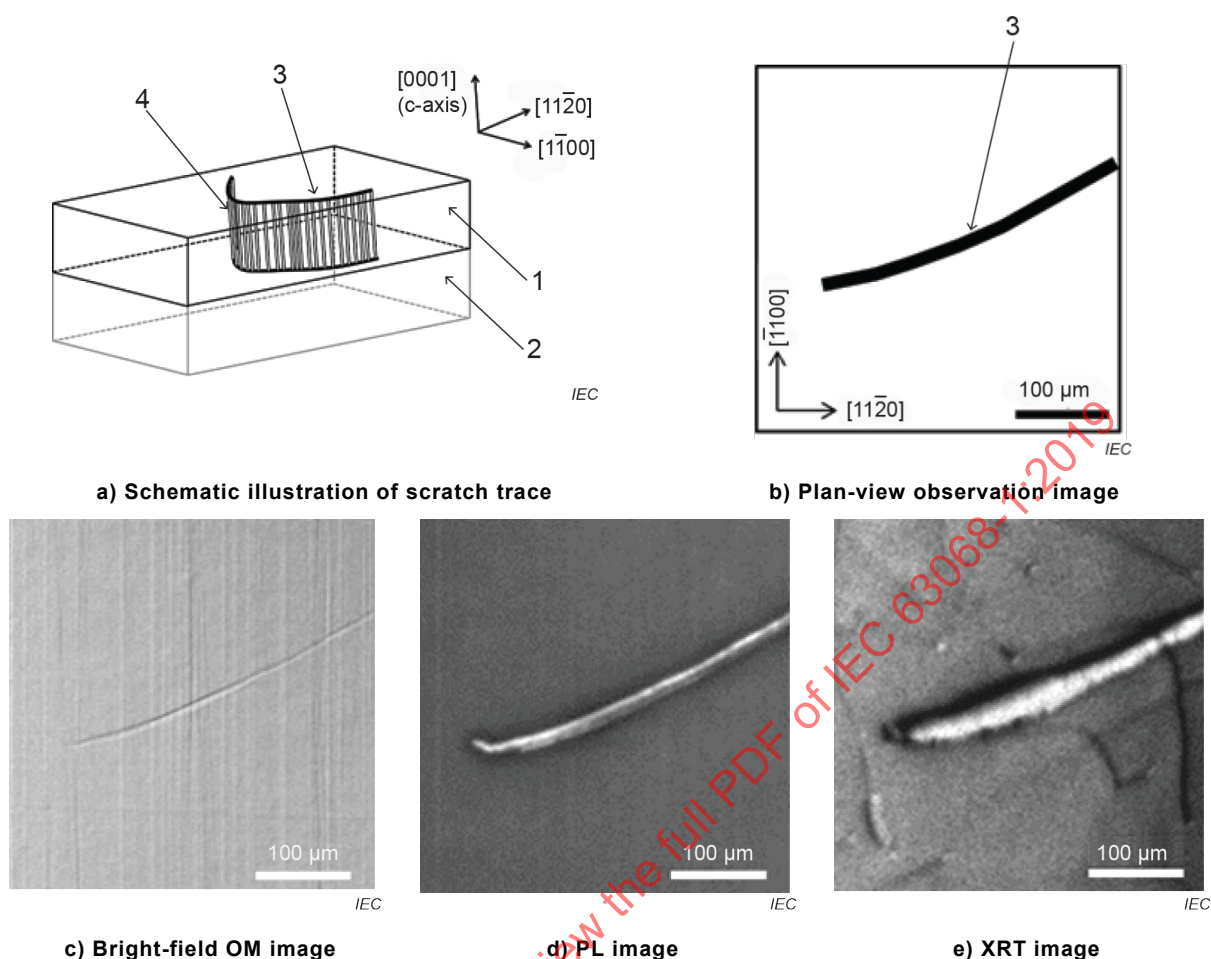 3
4
[0001]
(c-axis)
[112̅0]
[11̅00]
1
2
IEC
3
[1̅100]
[112̅0]
100 µm
IEC
a) Schematic illustration of scratch trace
b) Plan-view observation image
100 µm
IEC
100 µm
IEC
100 µm
IEC
c) Bright-field OM image
d) PL image
e) XRT image
view the full PDF of IEC 63068-1:2019